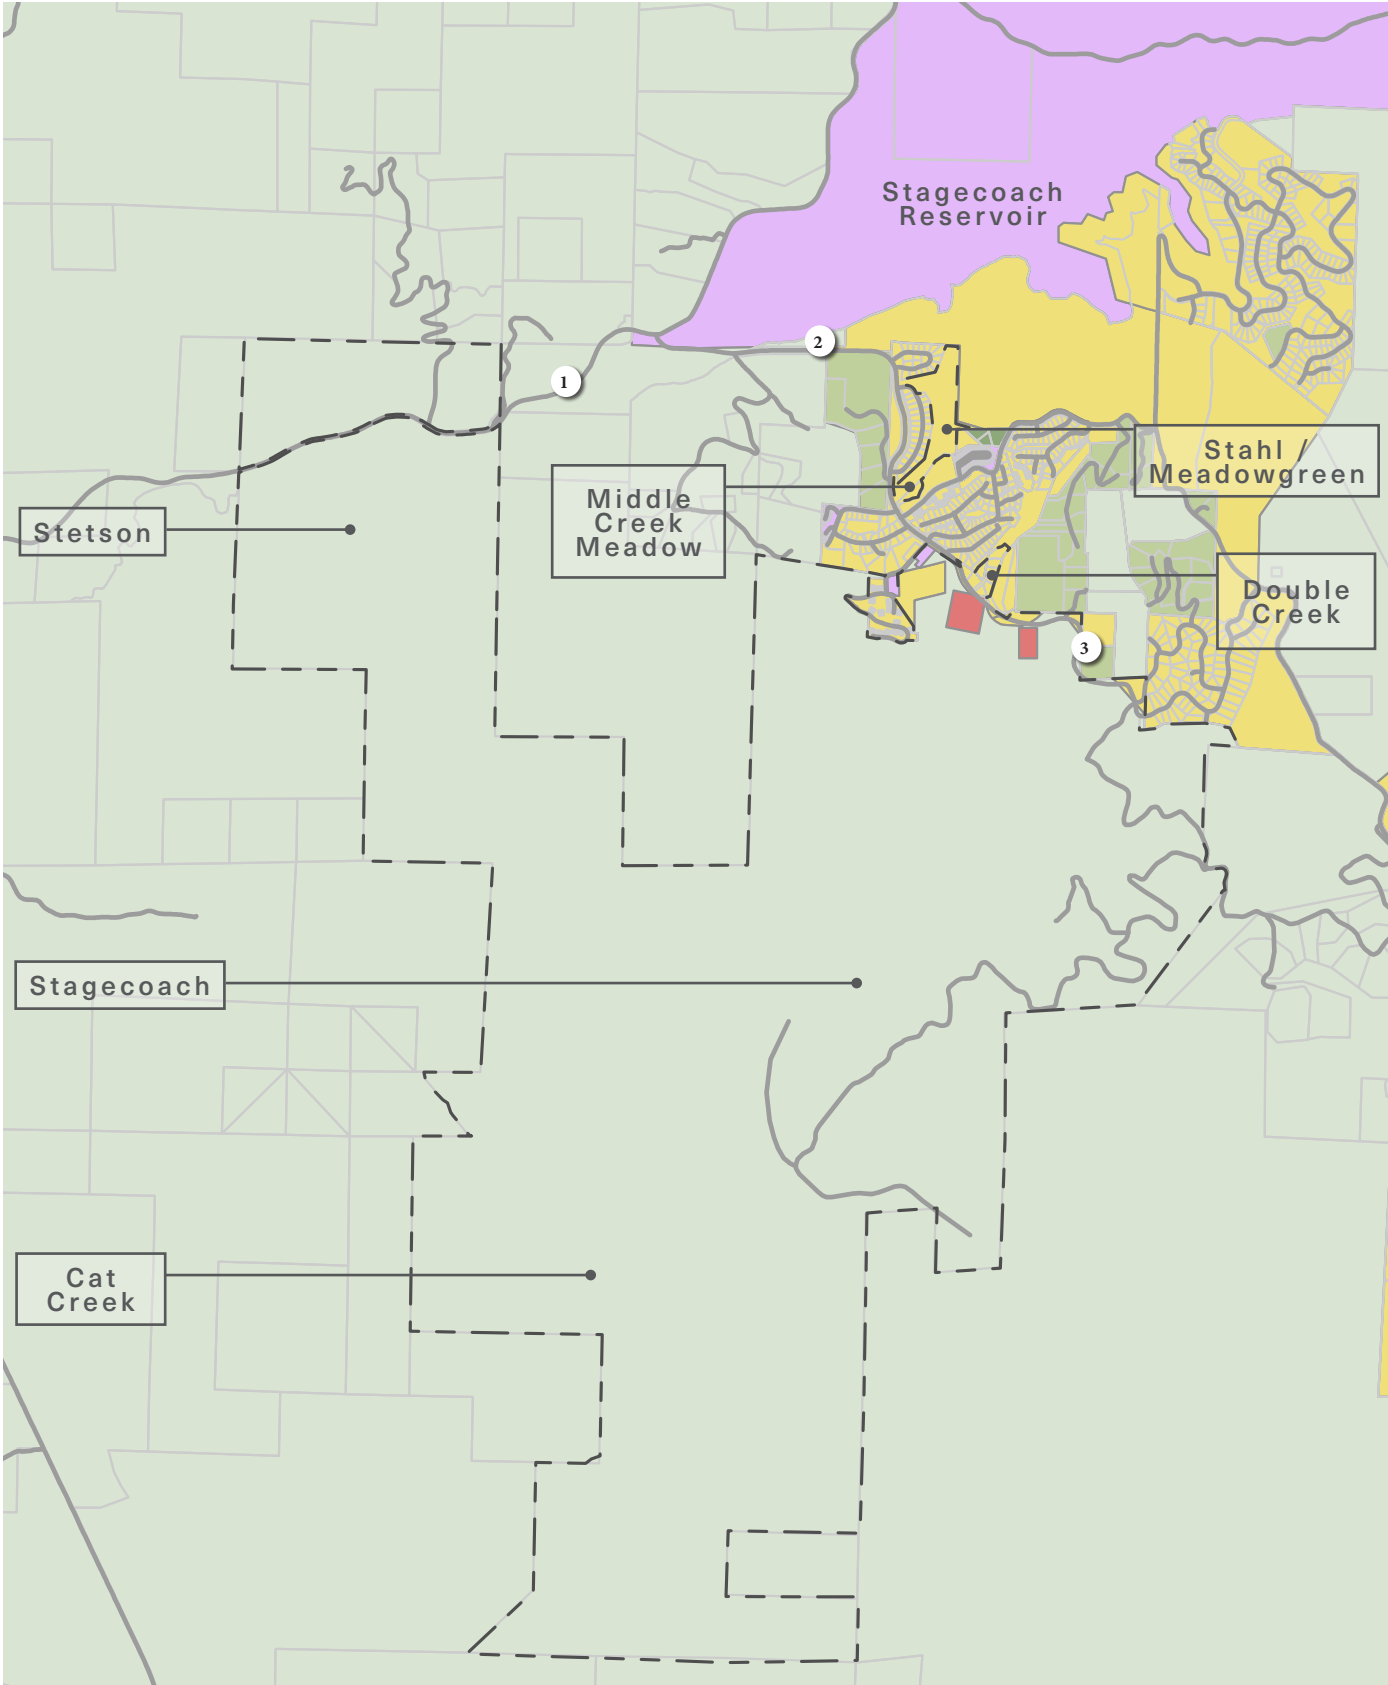 Stagecoach
Reservoir
2
1
Stahl /
Meadowgreen
Middle
Creek
Meadow
Stetson
Double
Creek
3
Stagecoach
Cat
Creek